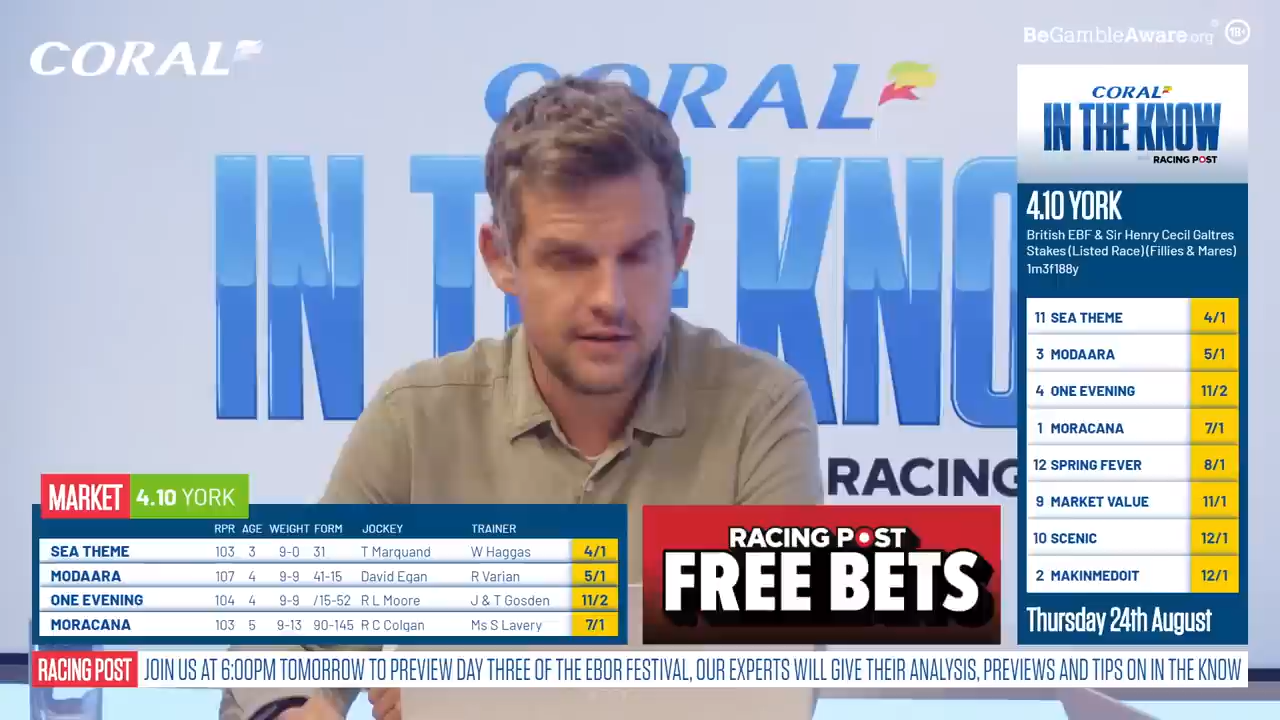 CORAL
BeGambleAware.org 18+
CORAL
IN THE KNOW
RACING
CORAL
IN THE KNOW
RACING POST
4.10 YORK
British EBF & Sir Henry Cecil Galtres
Stakes (Listed Race) (Fillies & Mares)
1m3f188y
11 SEA THEME 4/1
3 MODAARA 5/1
4 ONE EVENING 11/2
1 MORACANA 7/1
12 SPRING FEVER 8/1
9 MARKET VALUE 11/1
10 SCENIC 12/1
2 MAKINMEDOIT 12/1
Thursday 24th August
MARKET 4.10 YORK
RPR AGE WEIGHT FORM JOCKEY TRAINER
SEA THEME 103 3 9-0 31 T Marquand W Haggas 4/1
MODAARA 107 4 9-9 41-15 David Egan R Varian 5/1
ONE EVENING 104 4 9-9 /15-52 R L Moore J & T Gosden 11/2
MORACANA 103 5 9-13 90-145 R C Colgan Ms S Lavery 7/1
RACING POST
FREE BETS
RACING POST JOIN US AT 6:00PM TOMORROW TO PREVIEW DAY THREE OF THE EBOR FESTIVAL, OUR EXPERTS WILL GIVE THEIR ANALYSIS, PREVIEWS AND TIPS ON IN THE KNOW